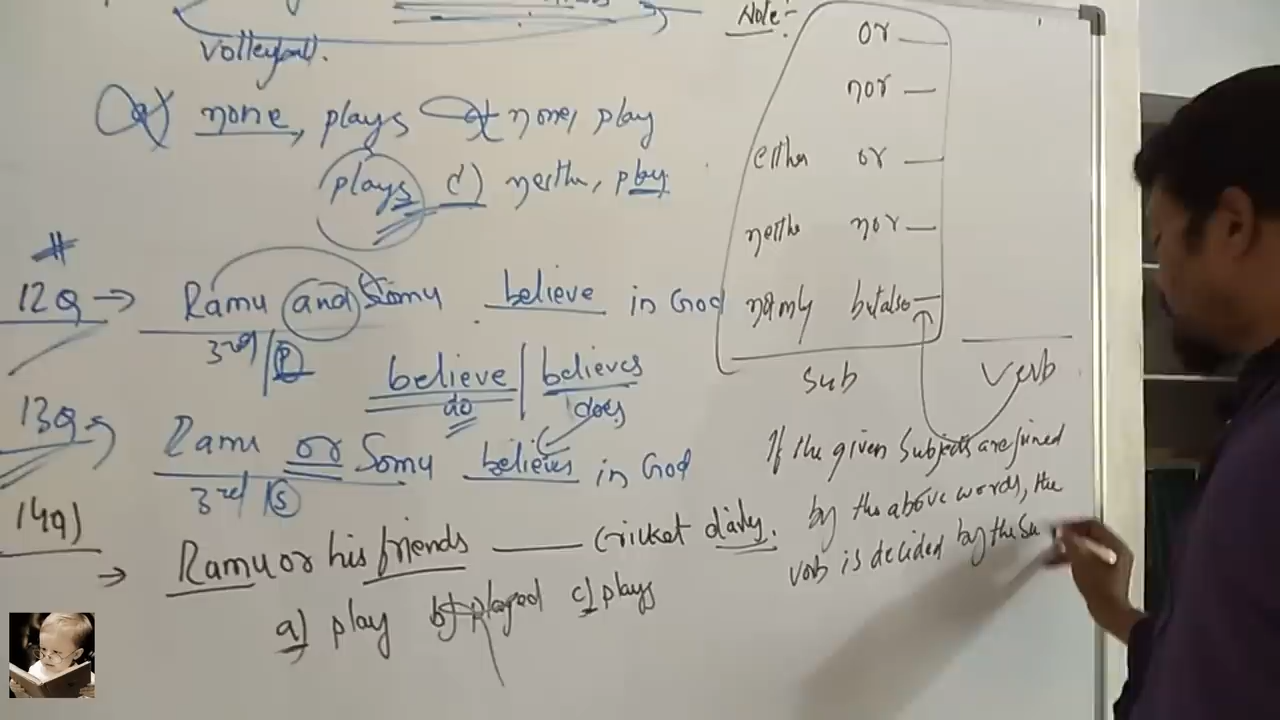 volleyball.
a) none, plays none, play
plays d) neither, play
12Q → Ramu and Somu believe in God
3rd/P
believe | believes
do does
13Q Ramu or Somu believes in God
3rd/S
14q)
→ Ramu or his friends ____ cricket daily.
a) play b) played c) plays
Note:-
or
nor
either or
neither nor
not only but also
sub verb
If the given subjects are joined
by the above words, the
verb is decided by the Su